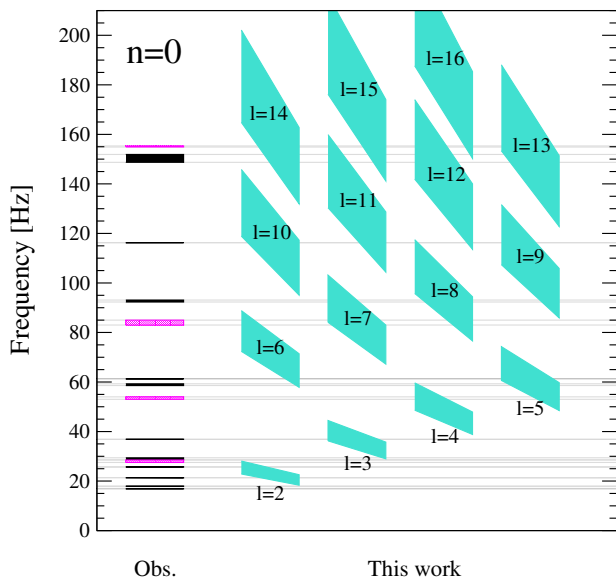 200
180
160
140
120
100
80
60
40
20
0
Frequency [Hz]
n=0
l=16
l=15
l=14
l=13
l=12
l=11
l=10
l=9
l=8
l=7
l=6
l=5
l=4
l=3
l=2
Obs.
This work